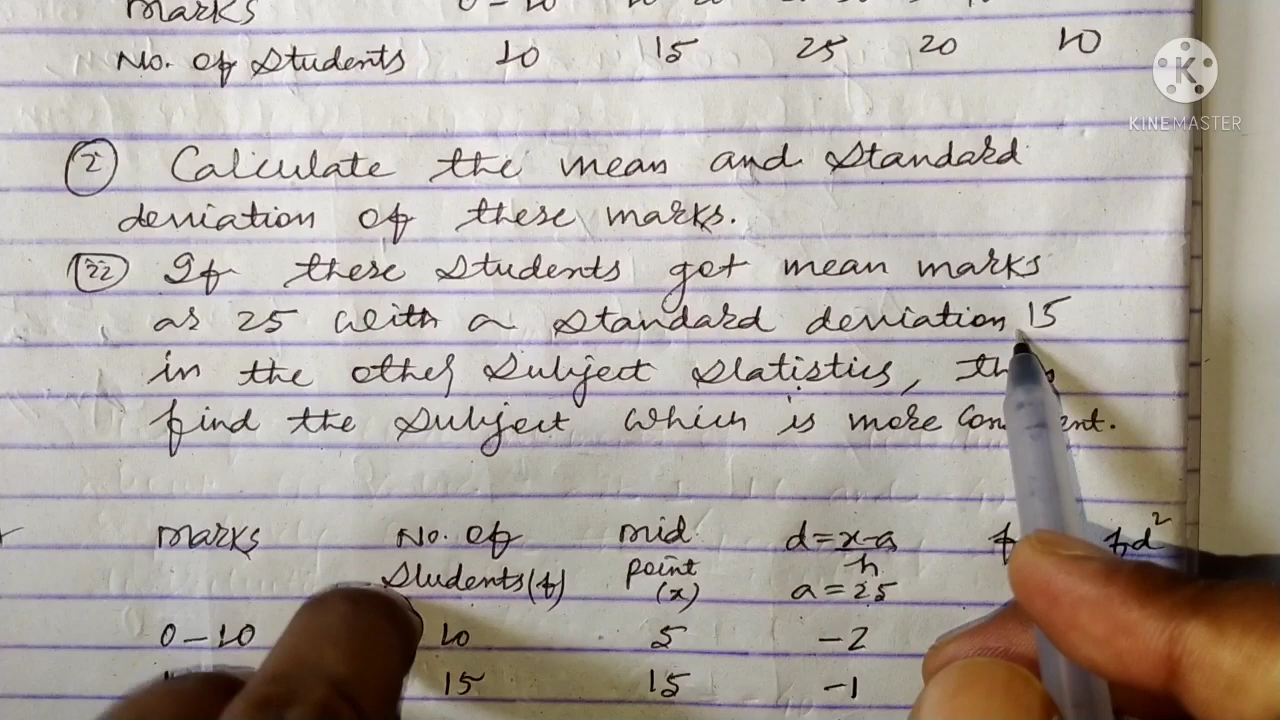 Marks 0-10
No. of Students 10 15 25 20 10
KINEMASTER
(i) Calculate the mean and Standard
deviation of these marks.
(ii) If these Students got mean marks
as 25 with a Standard deviation 15
in the other Subject Statistics,
find the Subject which is more
Marks No. of mid d=x-a fd²
Students(f) point h
(x) a=25
0-10 10 5 -2
15 15 -1